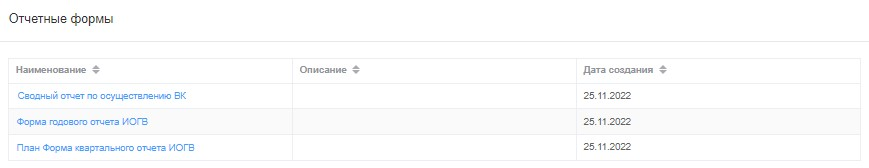 Отчетные формы
Наименование Описание Дата создания
Сводный отчет по осуществлению ВК 25.11.2022
Форма годового отчета ИОГВ 25.11.2022
План Форма квартального отчета ИОГВ 25.11.2022